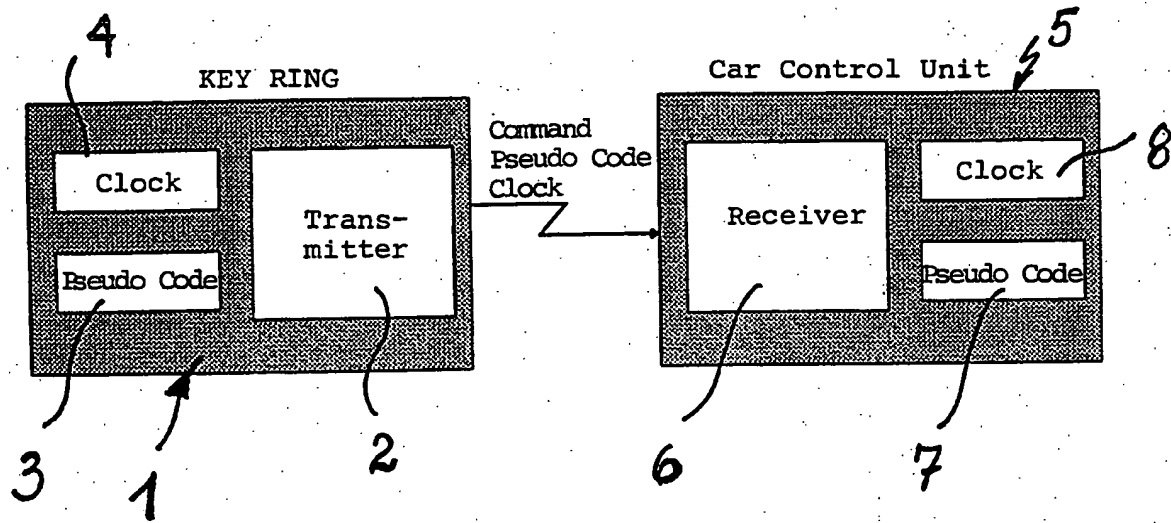 4
5
KEY RING
Car Control Unit
Command
Pseudo Code
Clock
Clock
Trans-
mitter
Pseudo Code
Receiver
Clock
8
Pseudo Code
3
1
2
6
7